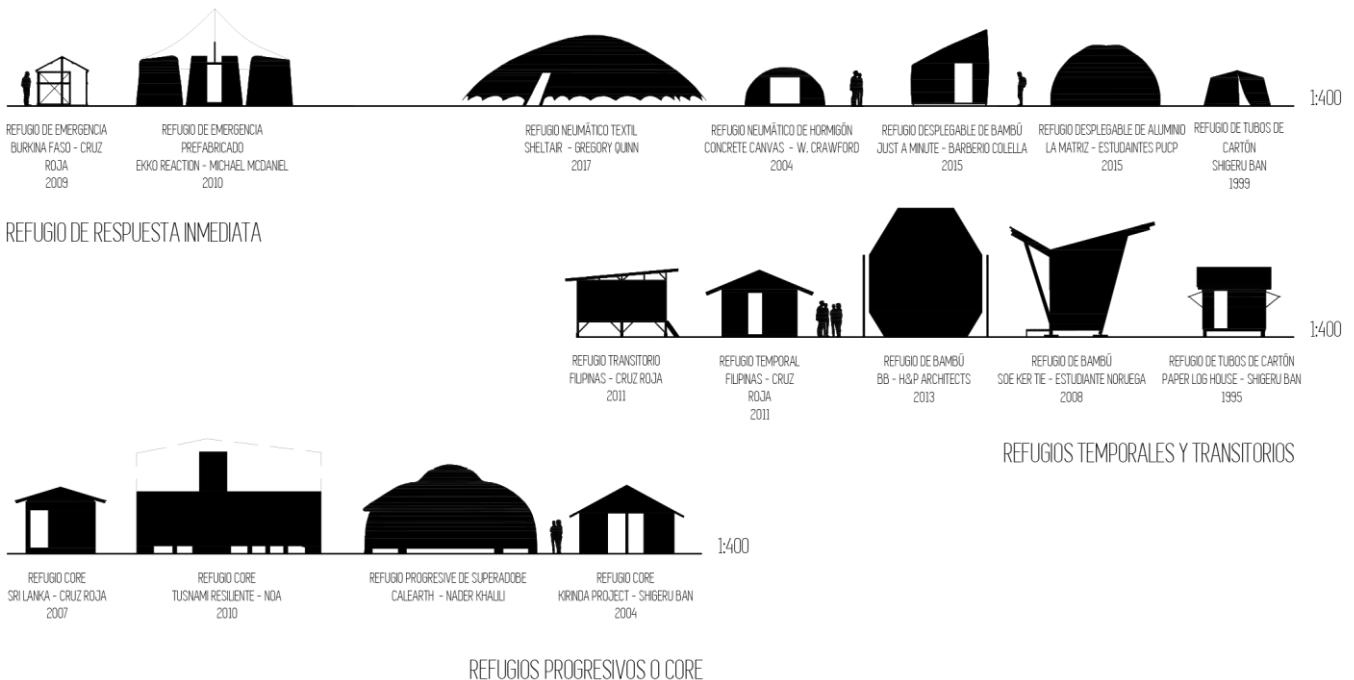 1:400
REFUGIO DE EMERGENCIA
BURKINA FASO - CRUZ
ROJA
2009
REFUGIO DE EMERGENCIA
PREFABRICADO
EKKO REACTION - MICHAEL MCDANIEL
2010
REFUGIO NEUMÁTICO TEXTIL
SHELTAIR - GREGORY QUINN
2017
REFUGIO NEUMÁTICO DE HORMIGÓN
CONCRETE CANVAS - W. CRAWFORD
2004
REFUGIO DESPLEGABLE DE BAMBÚ
JUST A MINUTE - BARBERIO COLELLA
2015
REFUGIO DESPLEGABLE DE ALUMINIO
LA MATRIZ - ESTUDAINTES PUCP
2015
REFUGIO DE TUBOS DE
CARTÓN
SHIGERU BAN
1999
REFUGIO DE RESPUESTA INMEDIATA
1:400
REFUGIO TRANSITORIO
FILIPINAS - CRUZ ROJA
2011
REFUGIO TEMPORAL
FILIPINAS - CRUZ
ROJA
2011
REFUGIO DE BAMBÚ
BB - H&P ARCHITECTS
2013
REFUGIO DE BAMBÚ
SOE KER TIE - ESTUDIANTE NORUEGA
2008
REFUGIO DE TUBOS DE CARTÓN
PAPER LOG HOUSE - SHIGERU BAN
1995
REFUGIOS TEMPORALES Y TRANSITORIOS
1:400
REFUGIO CORE
SRI LANKA - CRUZ ROJA
2007
REFUGIO CORE
TUSNAMI RESILIENTE - NOA
2010
REFUGIO PROGRESIVE DE SUPERADOBE
CALEARTH - NADER KHALILI
REFUGIO CORE
KIRINDA PROJECT - SHIGERU BAN
2004
REFUGIOS PROGRESIVOS O CORE